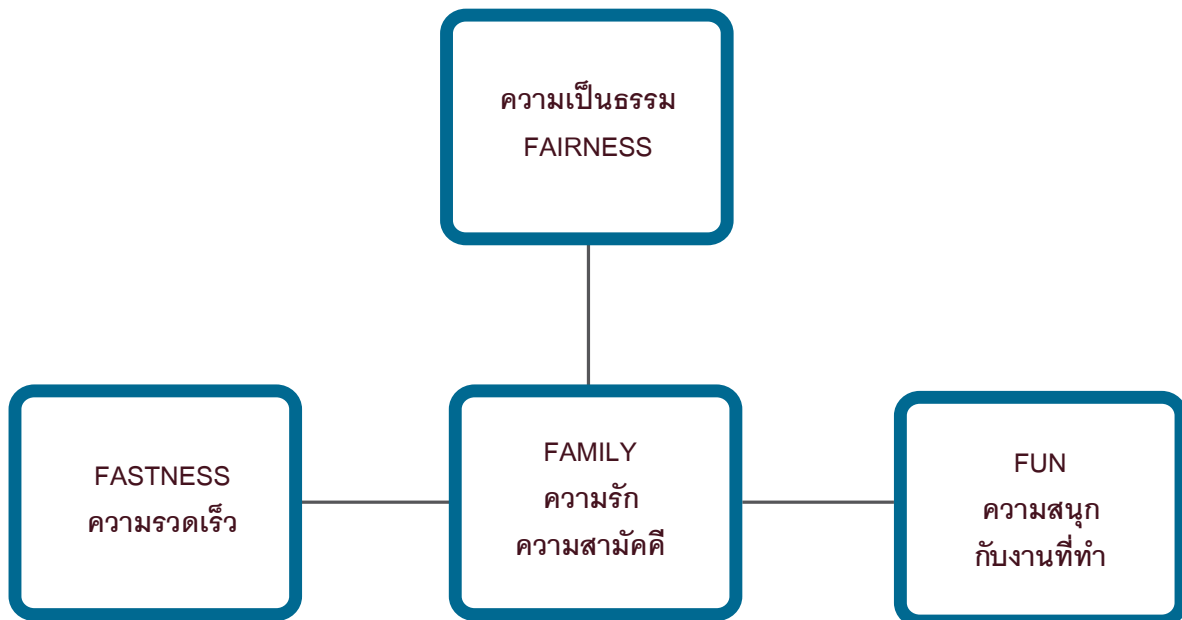 ความเป็นธรรม
FAIRNESS
FASTNESS
ความรวดเร็ว
FAMILY
ความรัก
ความสามัคคี
FUN
ความสนุก
กับงานที่ทำ